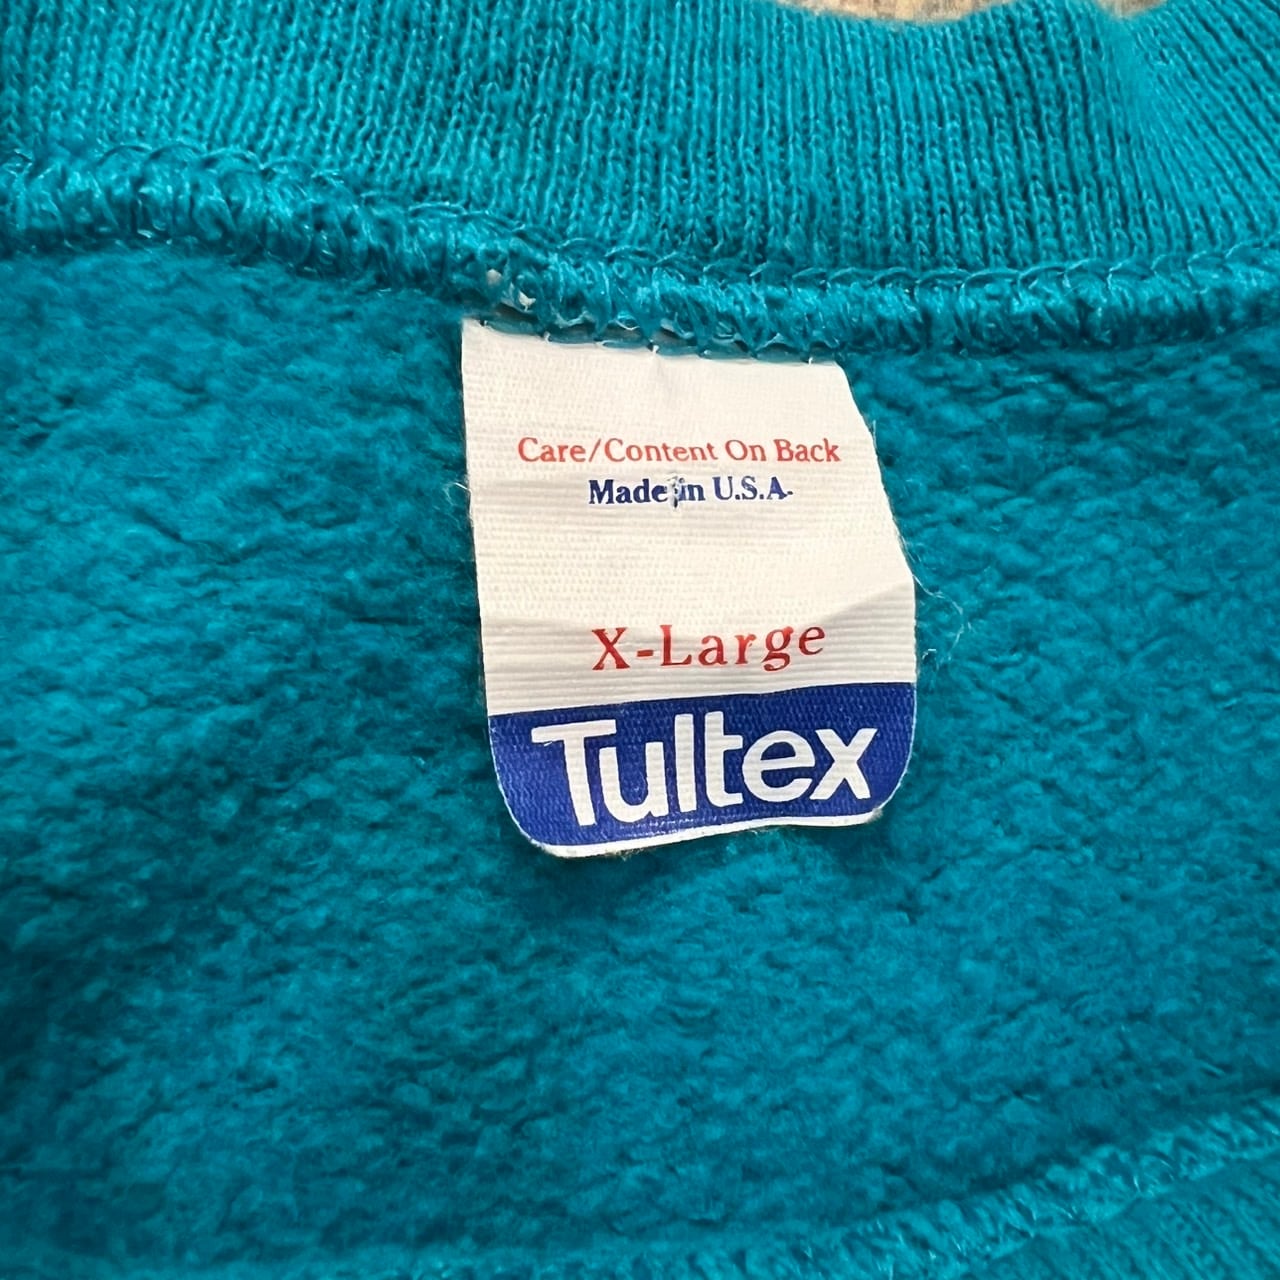 Care/Content On Back
Made in U.S.A.
X-Large
Tultex